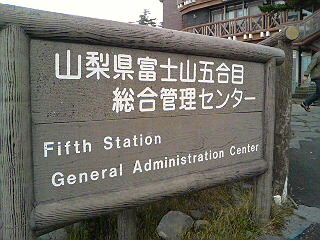 山梨県富士山五合目
総合管理センター
Fifth Station
General Administration Center